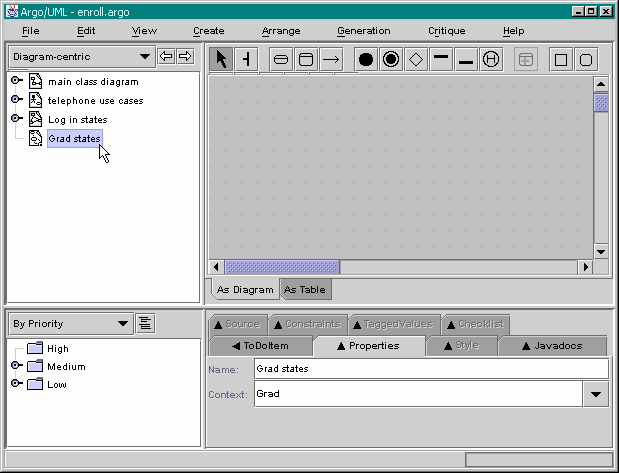 Argo/UML - enroll.argo
File Edit View Create Arrange Generation Critique Help
Diagram-centric
main class diagram
telephone use cases
Log in states
Grad states
H
As Diagram As Table
By Priority
High
Medium
Low
Source Constraints TaggedValues Checklist
ToDoItem Properties Style Javadocs
Name: Grad states
Context: Grad